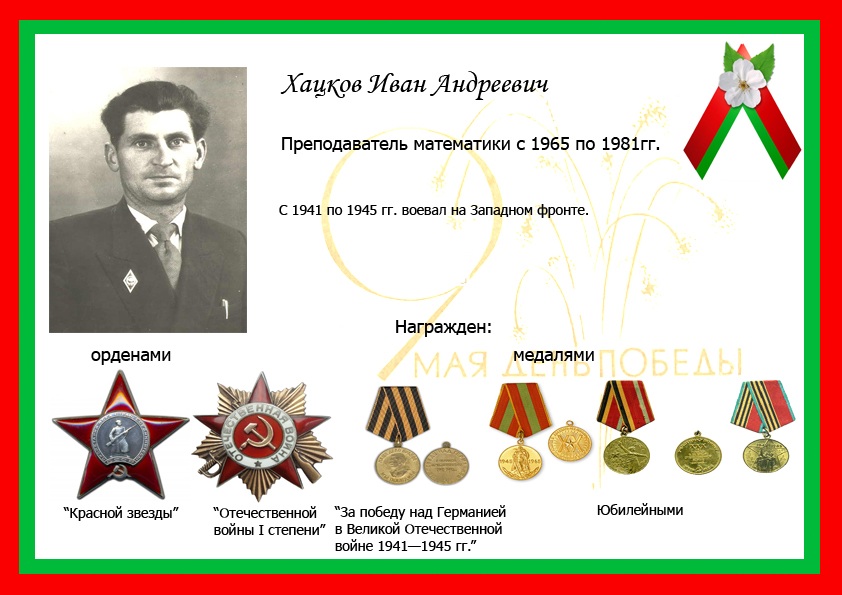 Хацков Иван Андреевич
Преподаватель математики с 1965 по 1981гг.
С 1941 по 1945 гг. воевал на Западном фронте.
Награжден:
орденами
медалями
9 МАЯ ДЕНЬ ПОБЕДЫ
ОТЕЧЕСТВЕННАЯ ВОЙНА
1945 1965
“Красной звезды”
“Отечественной
войны I степени”
“За победу над Германией
в Великой Отечественной
войне 1941—1945 гг.”
Юбилейными